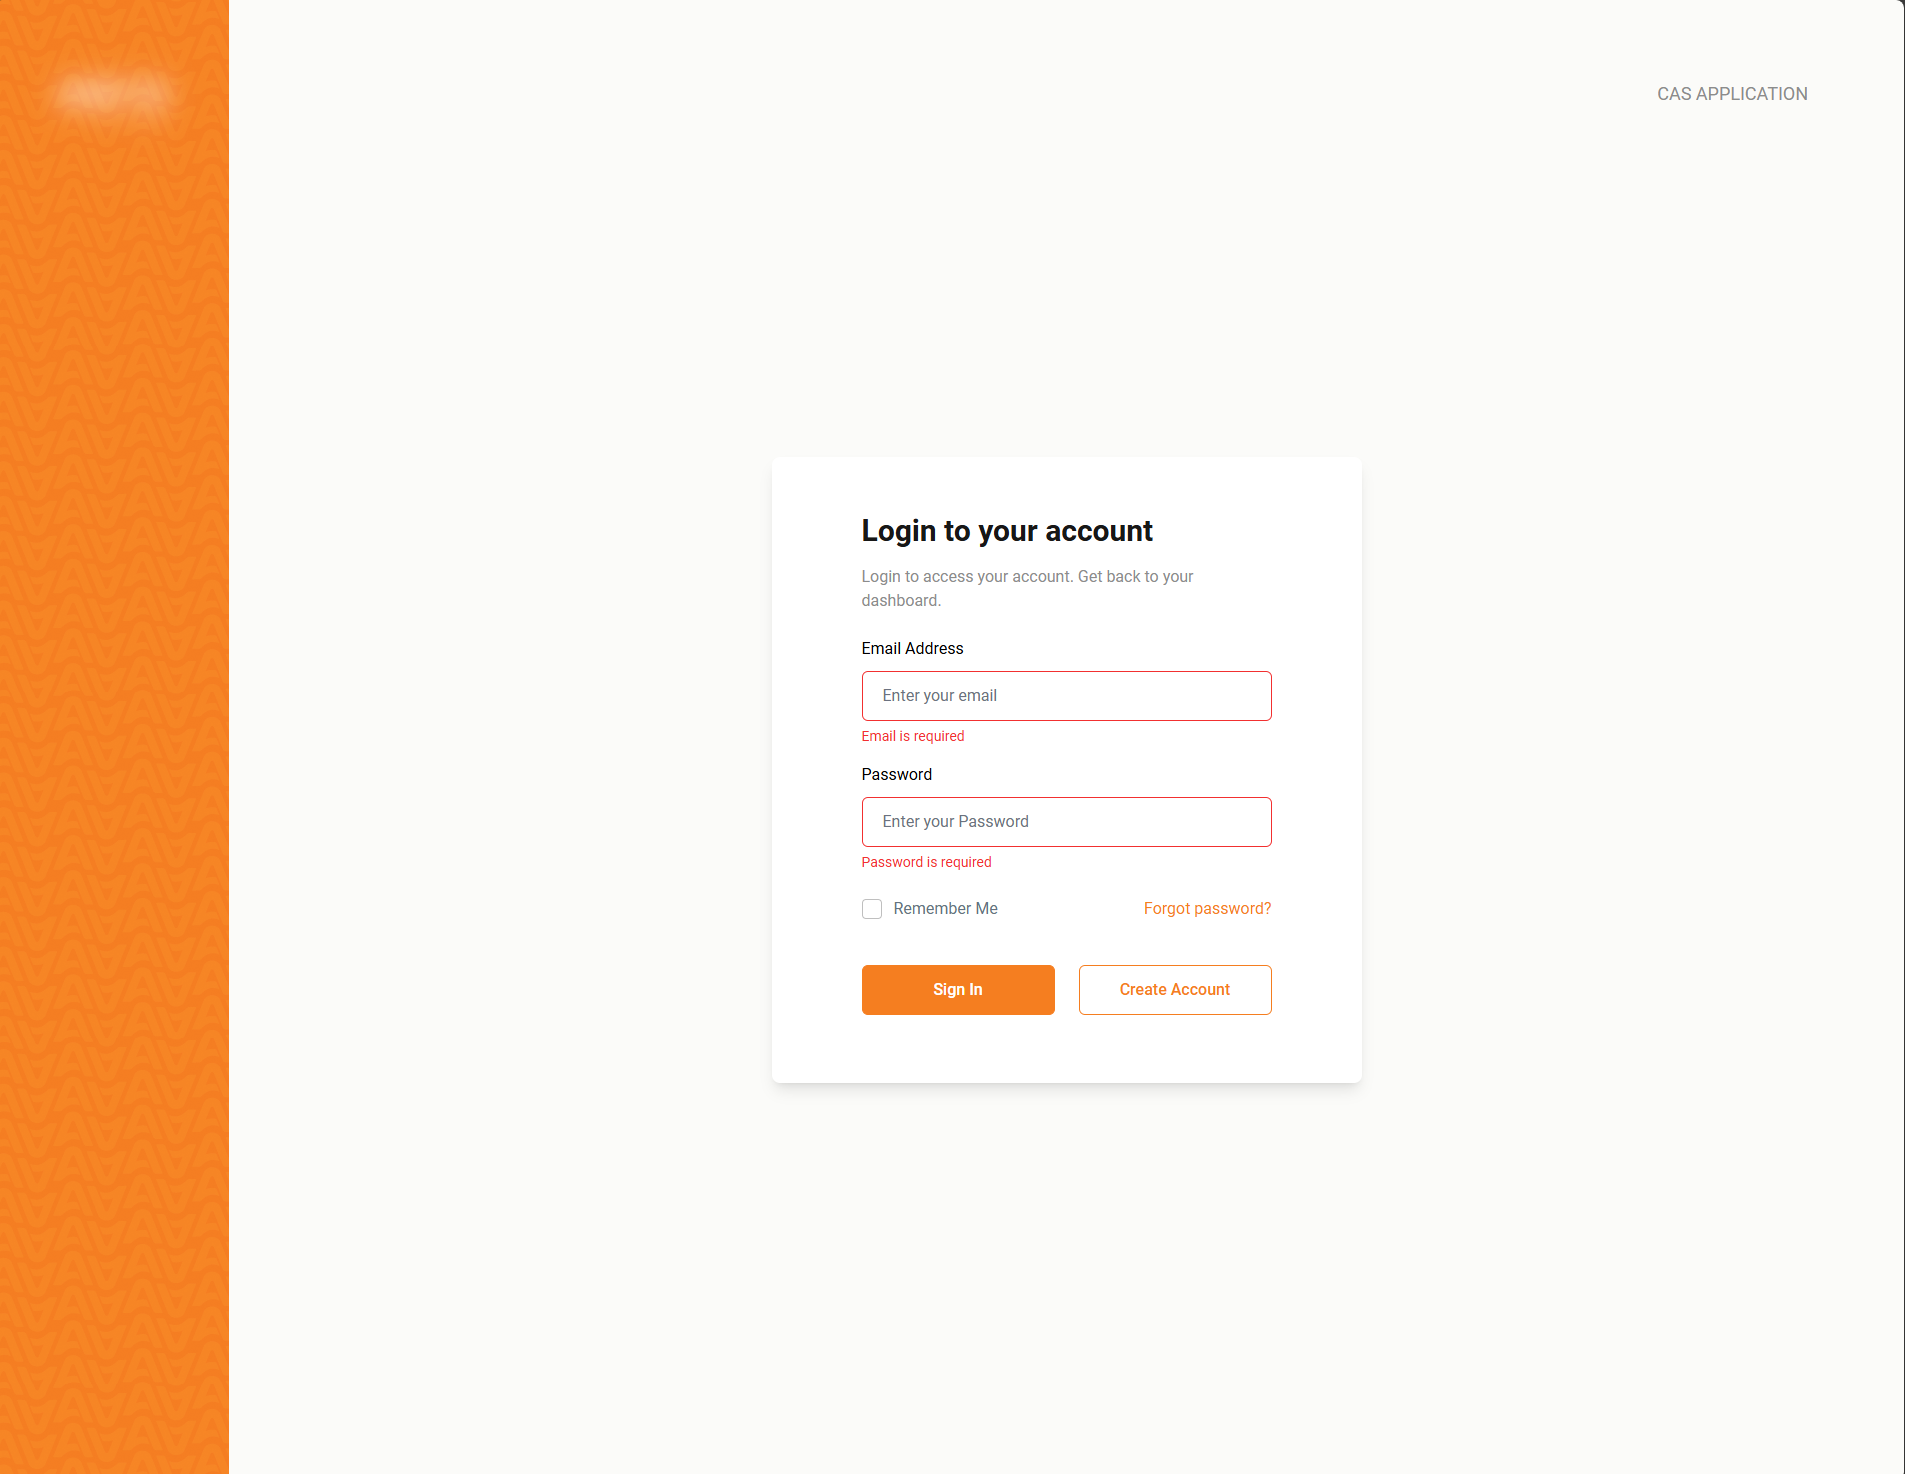 CAS APPLICATION
Login to your account
Login to access your account. Get back to your
dashboard.
Email Address
Enter your email
Email is required
Password
Enter your Password
Password is required
Remember Me
Forgot password?
Sign In
Create Account